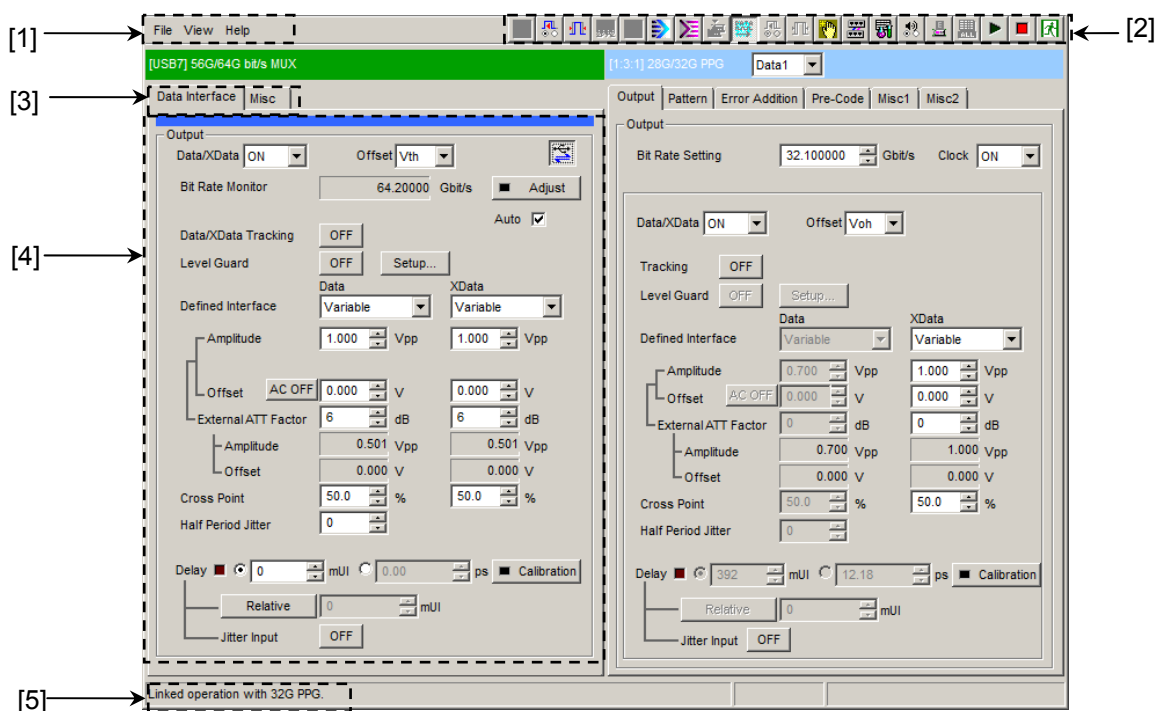 [1]
File View Help
[2]
ALL
[USB7] 56G/64G bit/s MUX
[1:3:1] 28G/32G PPG
Data1
[3]
Data Interface
Misc
Output
Data/XData
ON
Offset
Vth
Bit Rate Monitor
64.20000
Gbit/s
Adjust
Auto
Data/XData Tracking
OFF
[4]
Level Guard
OFF
Setup...
Data
XData
Defined Interface
Variable
Variable
Amplitude
1.000
Vpp
1.000
Vpp
Offset
AC OFF
0.000
V
0.000
V
External ATT Factor
6
dB
6
dB
Amplitude
0.501
Vpp
0.501
Vpp
Offset
0.000
V
0.000
V
Cross Point
50.0
%
50.0
%
Half Period Jitter
0
Delay
0
mUI
0.00
ps
Calibration
Relative
0
mUI
Jitter Input
OFF
Output
Pattern
Error Addition
Pre-Code
Misc1
Misc2
Output
Bit Rate Setting
32.100000
Gbit/s
Clock
ON
Data/XData
ON
Offset
Voh
Tracking
OFF
Level Guard
OFF
Setup...
Data
XData
Defined Interface
Variable
Variable
Amplitude
0.700
Vpp
1.000
Vpp
Offset
AC OFF
0.000
V
0.000
V
External ATT Factor
0
dB
0
dB
Amplitude
0.700
Vpp
1.000
Vpp
Offset
0.000
V
0.000
V
Cross Point
50.0
%
50.0
%
Half Period Jitter
0
Delay
392
mUI
12.18
ps
Calibration
Relative
0
mUI
Jitter Input
OFF
[5]
Linked operation with 32G PPG.